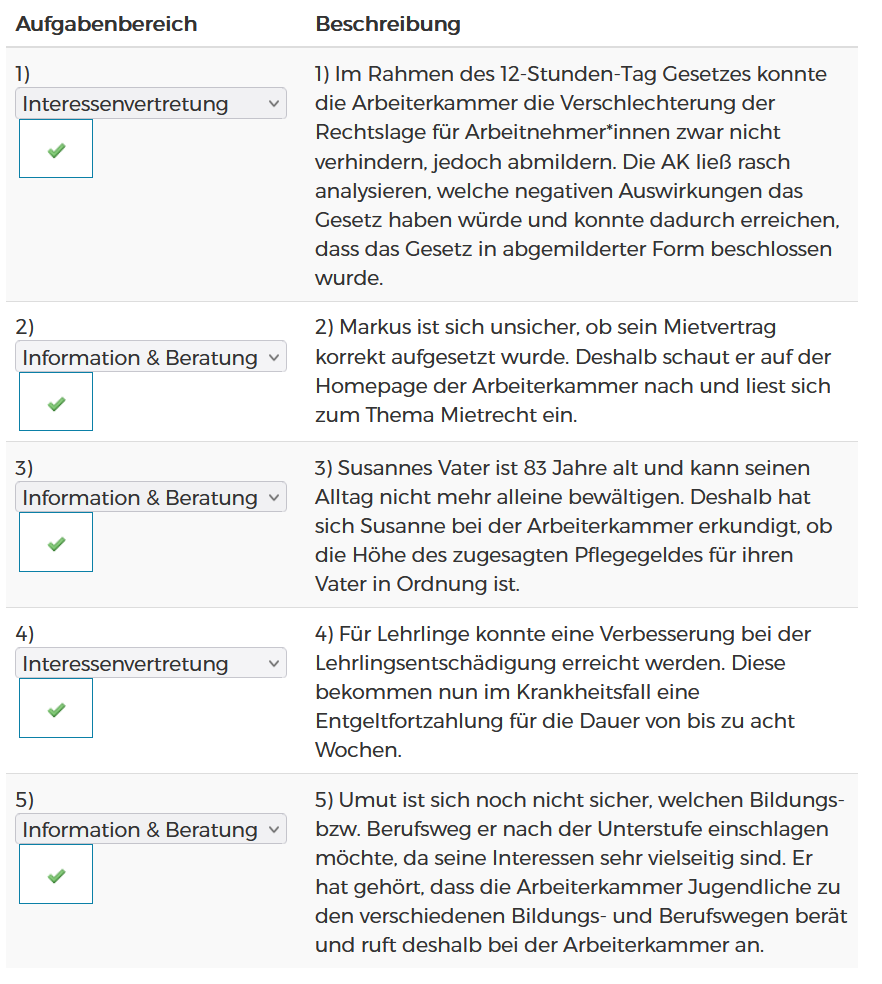 Aufgabenbereich
Beschreibung
1)
Interessenvertretung
1) Im Rahmen des 12-Stunden-Tag Gesetzes konnte
die Arbeiterkammer die Verschlechterung der
Rechtslage für Arbeitnehmer*innen zwar nicht
verhindern, jedoch abmildern. Die AK ließ rasch
analysieren, welche negativen Auswirkungen das
Gesetz haben würde und konnte dadurch erreichen,
dass das Gesetz in abgemilderter Form beschlossen
wurde.
2)
Information & Beratung
2) Markus ist sich unsicher, ob sein Mietvertrag
korrekt aufgesetzt wurde. Deshalb schaut er auf der
Homepage der Arbeiterkammer nach und liest sich
zum Thema Mietrecht ein.
3)
Information & Beratung
3) Susannes Vater ist 83 Jahre alt und kann seinen
Alltag nicht mehr alleine bewältigen. Deshalb hat
sich Susanne bei der Arbeiterkammer erkundigt, ob
die Höhe des zugesagten Pflegegeldes für ihren
Vater in Ordnung ist.
4)
Interessenvertretung
4) Für Lehrlinge konnte eine Verbesserung bei der
Lehrlingsentschädigung erreicht werden. Diese
bekommen nun im Krankheitsfall eine
Entgeltfortzahlung für die Dauer von bis zu acht
Wochen.
5)
Information & Beratung
5) Umut ist sich noch nicht sicher, welchen Bildungs-
bzw. Berufsweg er nach der Unterstufe einschlagen
möchte, da seine Interessen sehr vielseitig sind. Er
hat gehört, dass die Arbeiterkammer Jugendliche zu
den verschiedenen Bildungs- und Berufswegen berät
und ruft deshalb bei der Arbeiterkammer an.